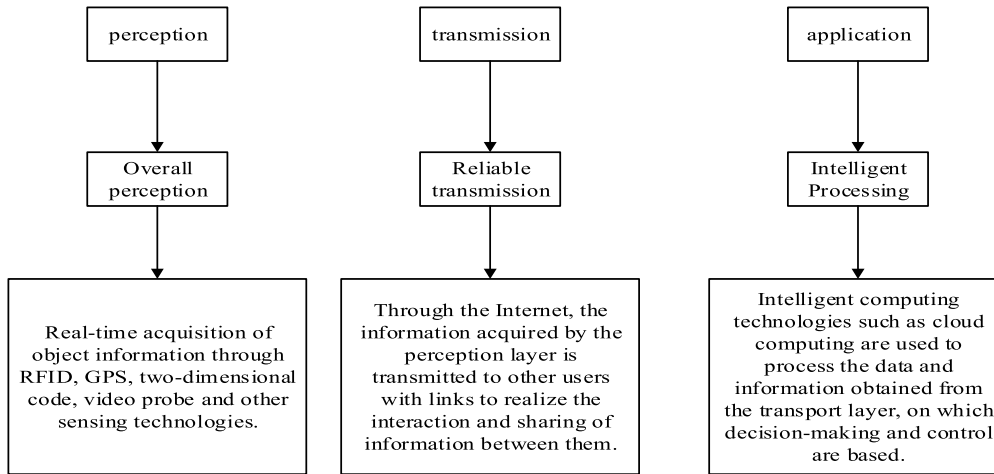 perception
transmission
application
Overall
perception
Reliable
transmission
Intelligent
Processing
Real-time acquisition of
object information through
RFID, GPS, two-dimensional
code, video probe and other
sensing technologies.
Through the Internet, the
information acquired by the
perception layer is
transmitted to other users
with links to realize the
interaction and sharing of
information between them.
Intelligent computing
technologies such as cloud
computing are used to
process the data and
information obtained from
the transport layer, on which
decision-making and control
are based.